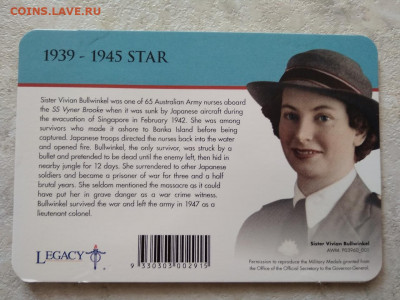 COINS.LAVE.RU
1939 - 1945 STAR
Sister Vivian Bullwinkel was one of 65 Australian Army nurses aboard
the SS Vyner Brooke when it was sunk by Japanese aircraft during
the evacuation of Singapore in February 1942. She was among
survivors who made it ashore to Banka Island before being
captured. Japanese troops directed the nurses back into the water
and opened fire. Bullwinkel, the only survivor, was struck by a
bullet and pretended to be dead until the enemy left, then hid in
nearby jungle for 12 days. She surrendered to other Japanese
soldiers and become a prisoner of war for three and a half
brutal years. She seldom mentioned the massacre as it could
have put her in grave danger as a war crime witness.
Bullwinkel survived the war and left the army in 1947 as a
lieutenant colonel.
LEGACY
9 330303 002915
Sister Vivian Bullwinkel
Permission to reproduce the Military Medals granted
from the Office of the Official Secretary to the Governor-General.